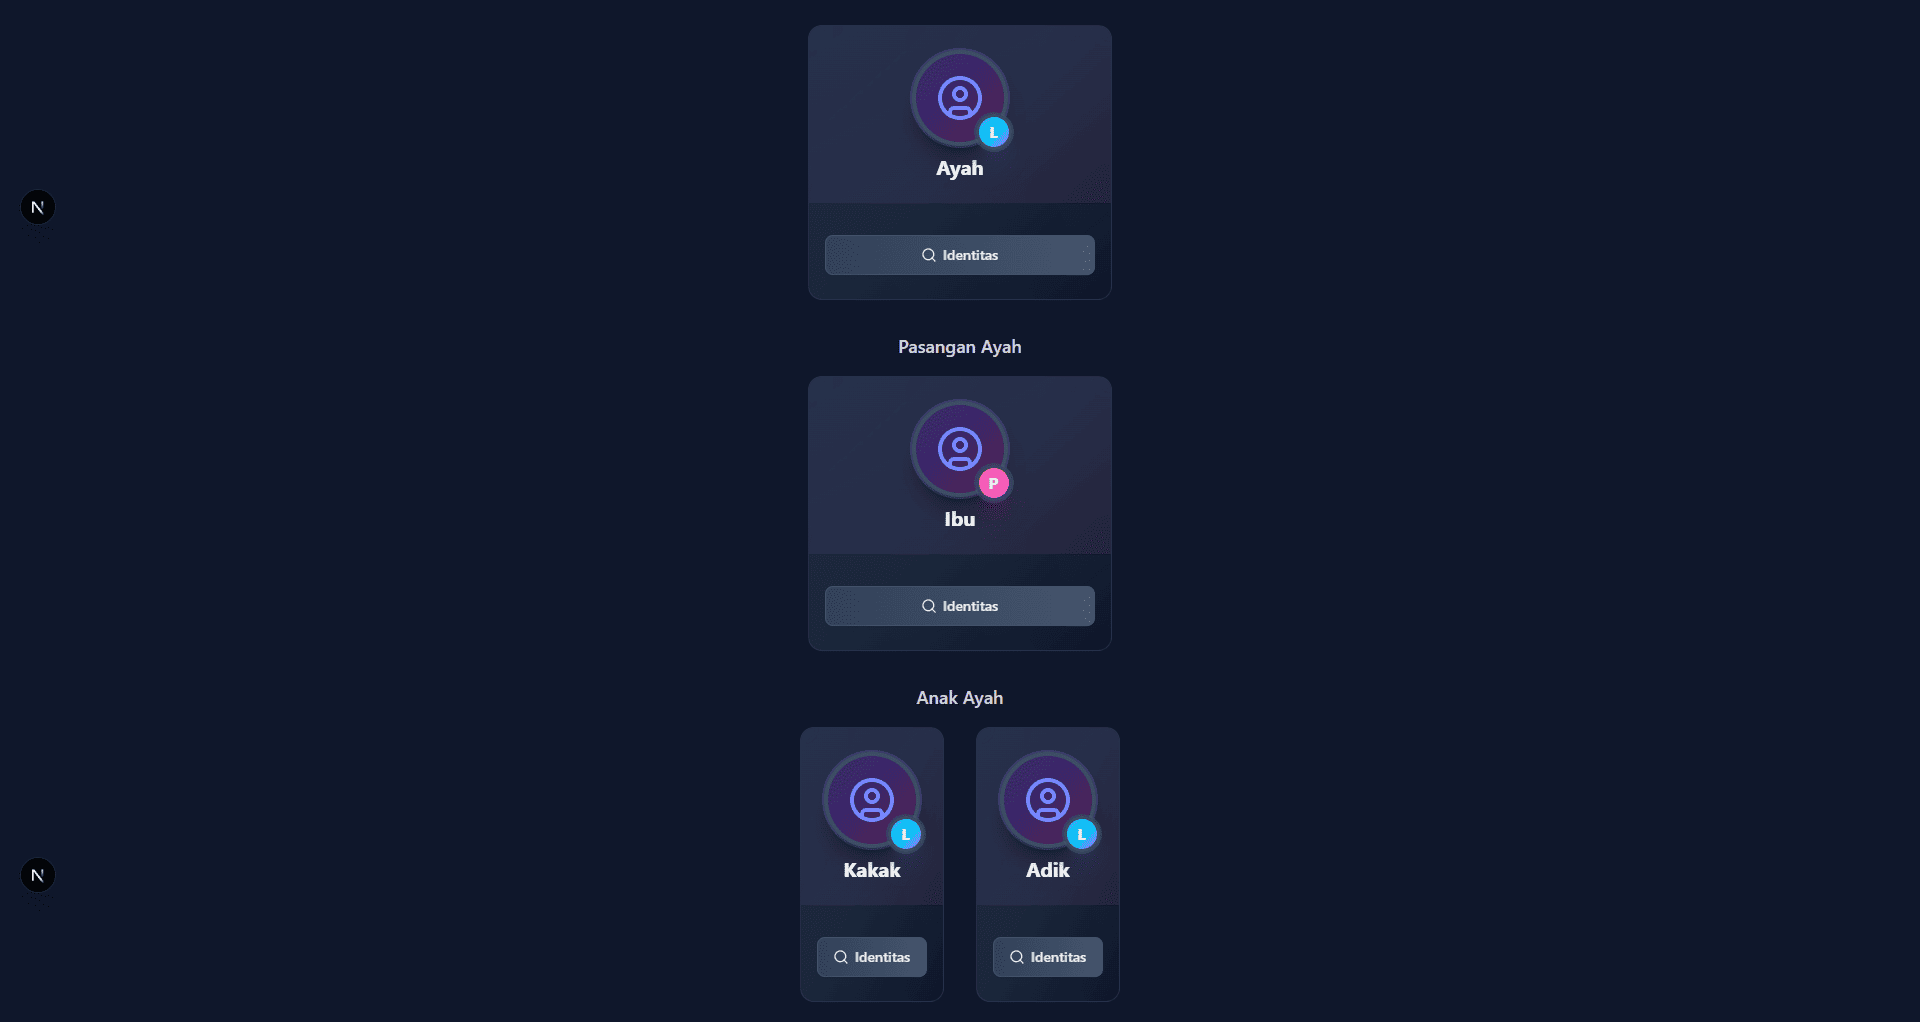 L
Ayah
N
Identitas
Pasangan Ayah
P
Ibu
Identitas
Anak Ayah
L
L
Kakak
Adik
N
Identitas
Identitas